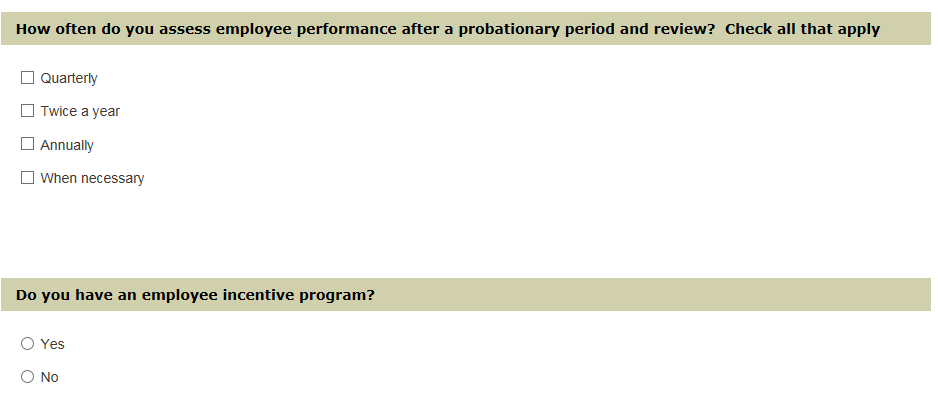 How often do you assess employee performance after a probationary period and review?  Check all that apply
Quarterly
Twice a year
Annually
When necessary
Do you have an employee incentive program?
Yes
No